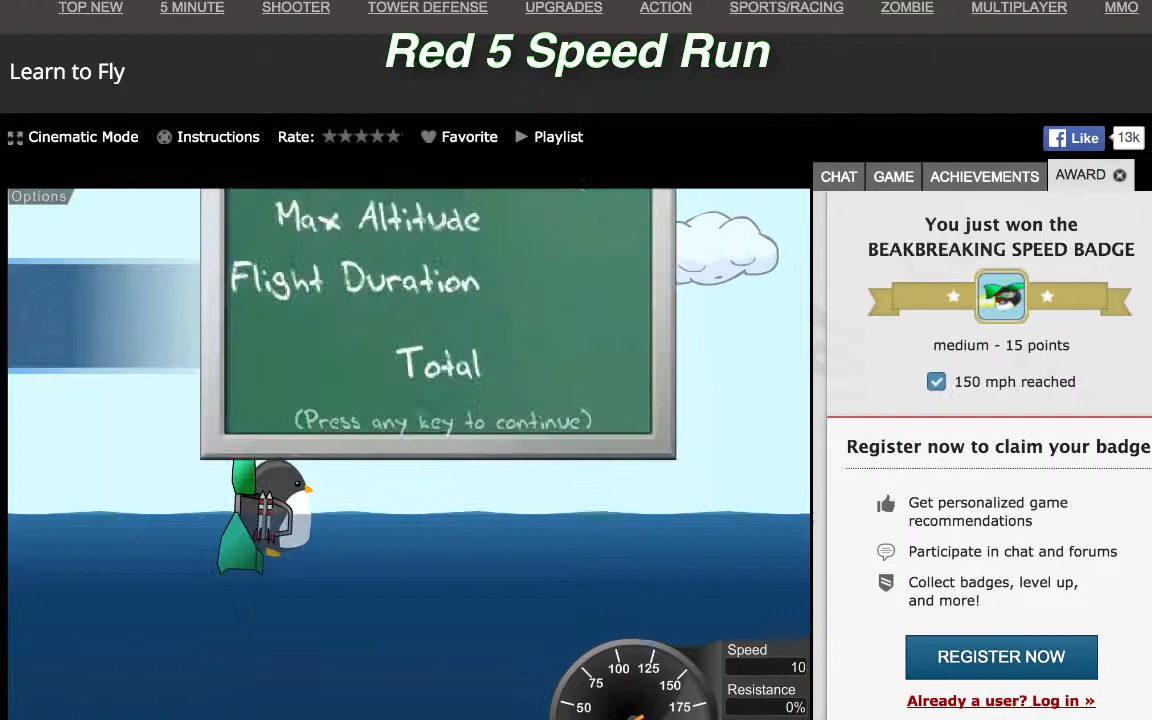 TOP NEW 5 MINUTE SHOOTER TOWER DEFENSE UPGRADES ACTION SPORTS/RACING ZOMBIE MULTIPLAYER MMO
Red 5 Speed Run
Learn to Fly
Cinematic Mode Instructions Rate: Favorite Playlist
Like 13k
CHAT GAME ACHIEVEMENTS AWARD
Options
Max Altitude
Flight Duration
Total
(Press any key to continue)
You just won the
BEAKBREAKING SPEED BADGE
medium - 15 points
150 mph reached
Register now to claim your badge
Get personalized game
recommendations
Participate in chat and forums
Collect badges, level up,
and more!
REGISTER NOW
Already a user? Log in »
50 75 100 125 150 175
Speed
10
Resistance
0%